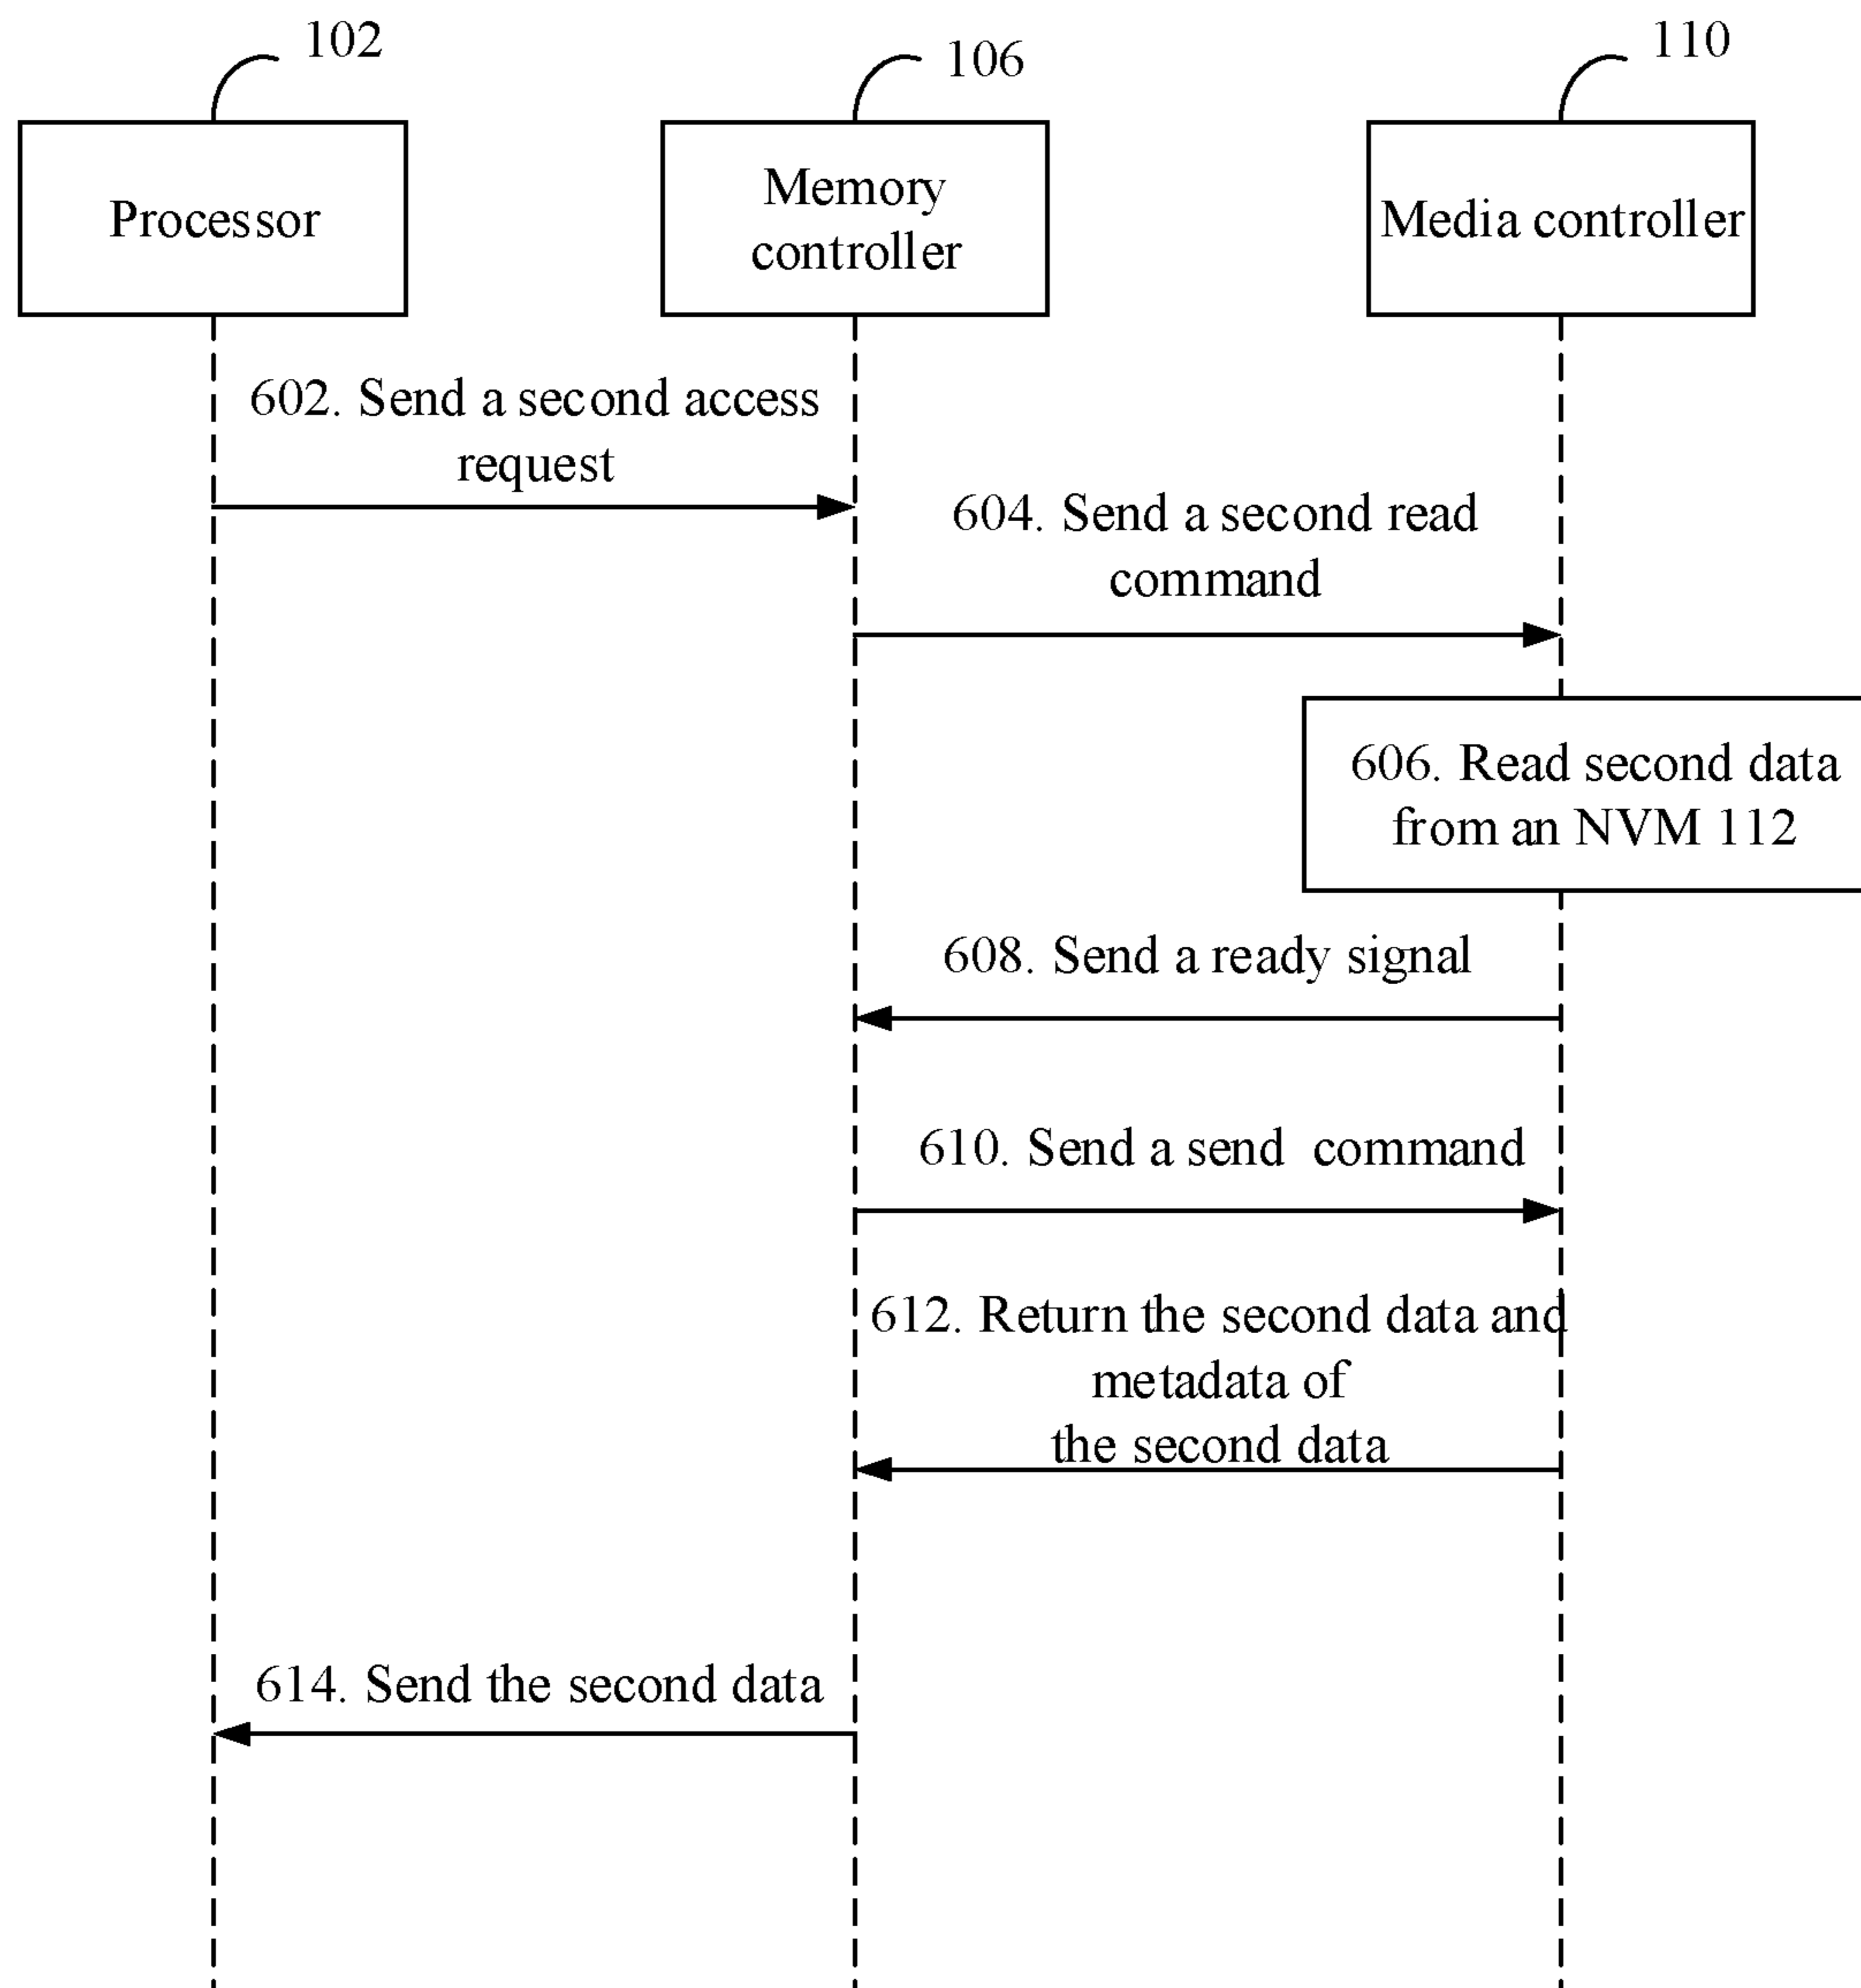 102
106
110
Processor
Memory
controller
Media controller
602. Send a second access
request
604. Send a second read
command
606. Read second data
from an NVM 112
608. Send a ready signal
610. Send a send command
612. Return the second data and
metadata of
the second data
614. Send the second data